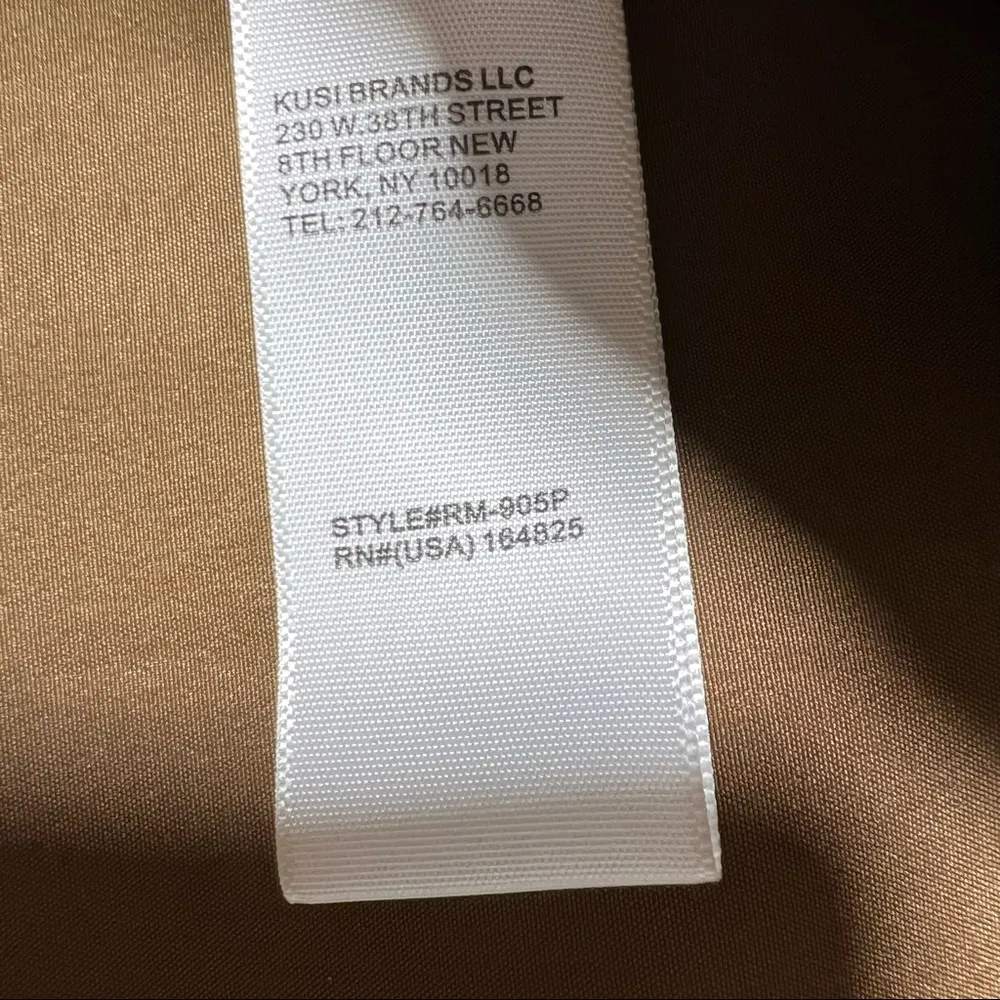 KUSI BRANDS LLC
230 W.38TH STREET
8TH FLOOR NEW
YORK, NY 10018
TEL: 212-764-6668
STYLE#RM-905P
RN#(USA) 164825